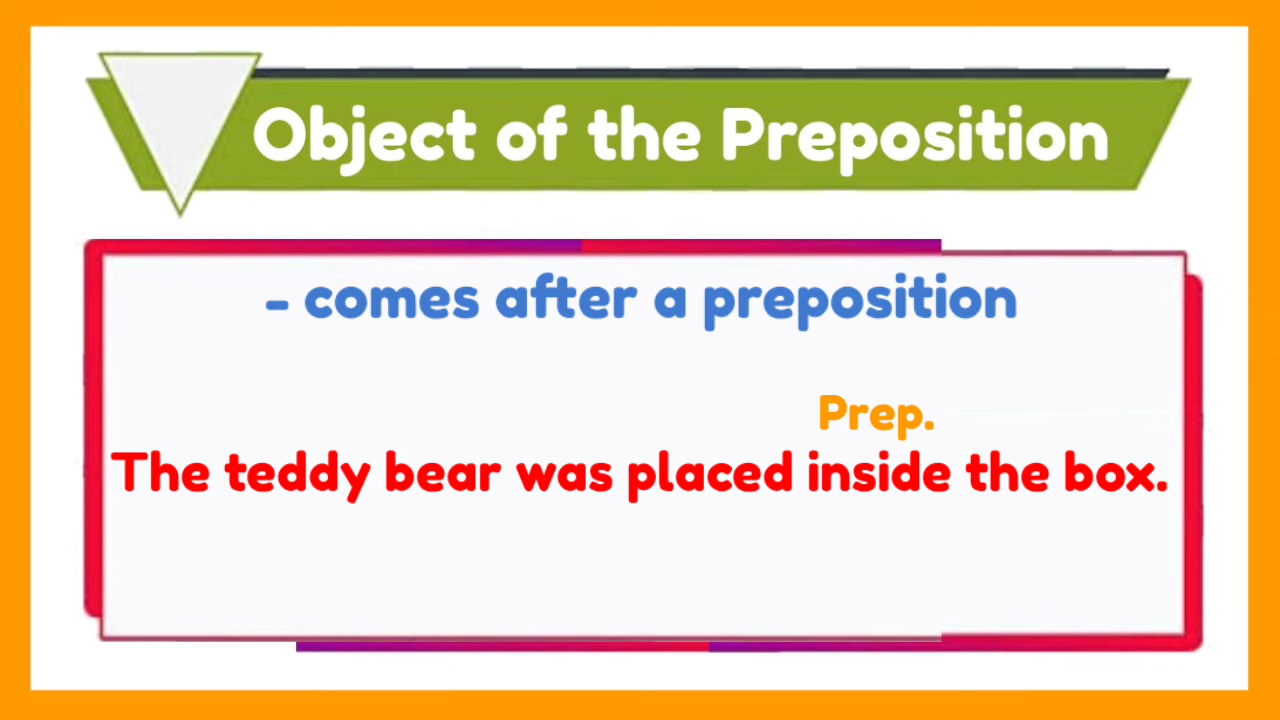 Object of the Preposition
- comes after a preposition
Prep.
The teddy bear was placed inside the box.